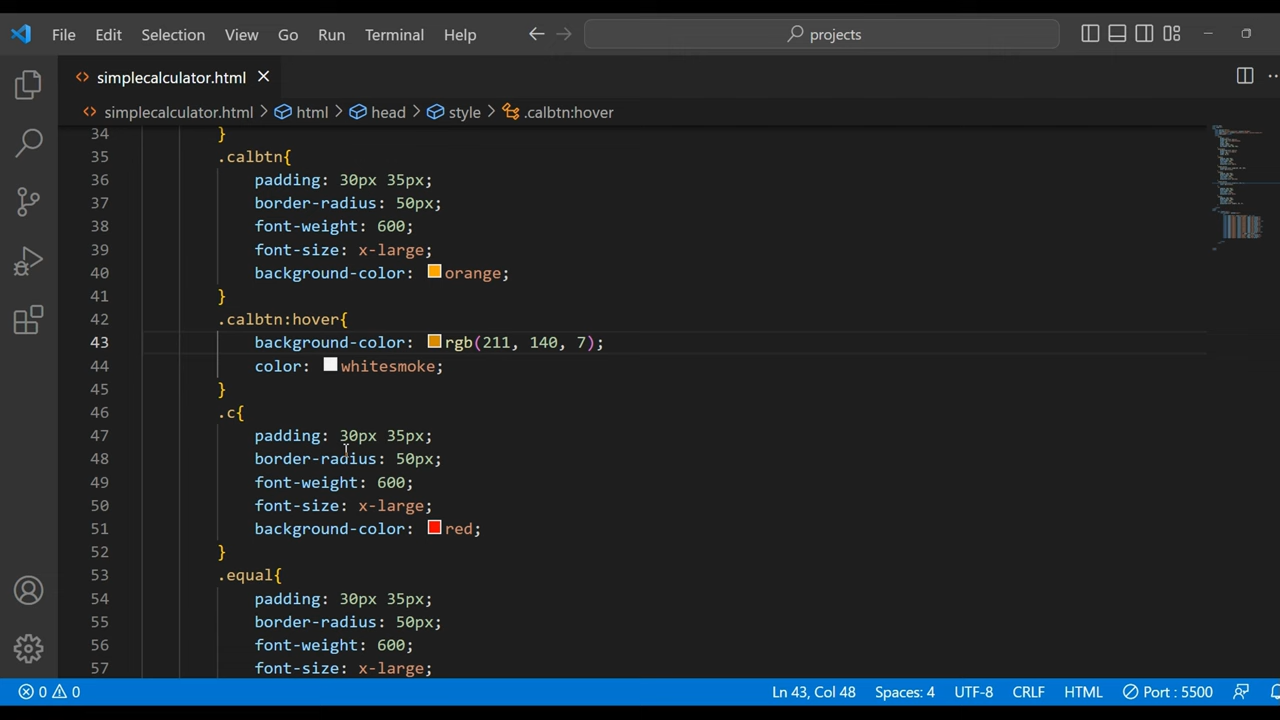 File Edit Selection View Go Run Terminal Help projects
simplecalculator.html
simplecalculator.html > html > head > style > .calbtn:hover
34 }
35 .calbtn{
36 padding: 30px 35px;
37 border-radius: 50px;
38 font-weight: 600;
39 font-size: x-large;
40 background-color: orange;
41 }
42 .calbtn:hover{
43 background-color: rgb(211, 140, 7);
44 color: whitesmoke;
45 }
46 .c{
47 padding: 30px 35px;
48 border-radius: 50px;
49 font-weight: 600;
50 font-size: x-large;
51 background-color: red;
52 }
53 .equal{
54 padding: 30px 35px;
55 border-radius: 50px;
56 font-weight: 600;
57 font-size: x-large;
0 0 Ln 43, Col 48 Spaces: 4 UTF-8 CRLF HTML Port : 5500